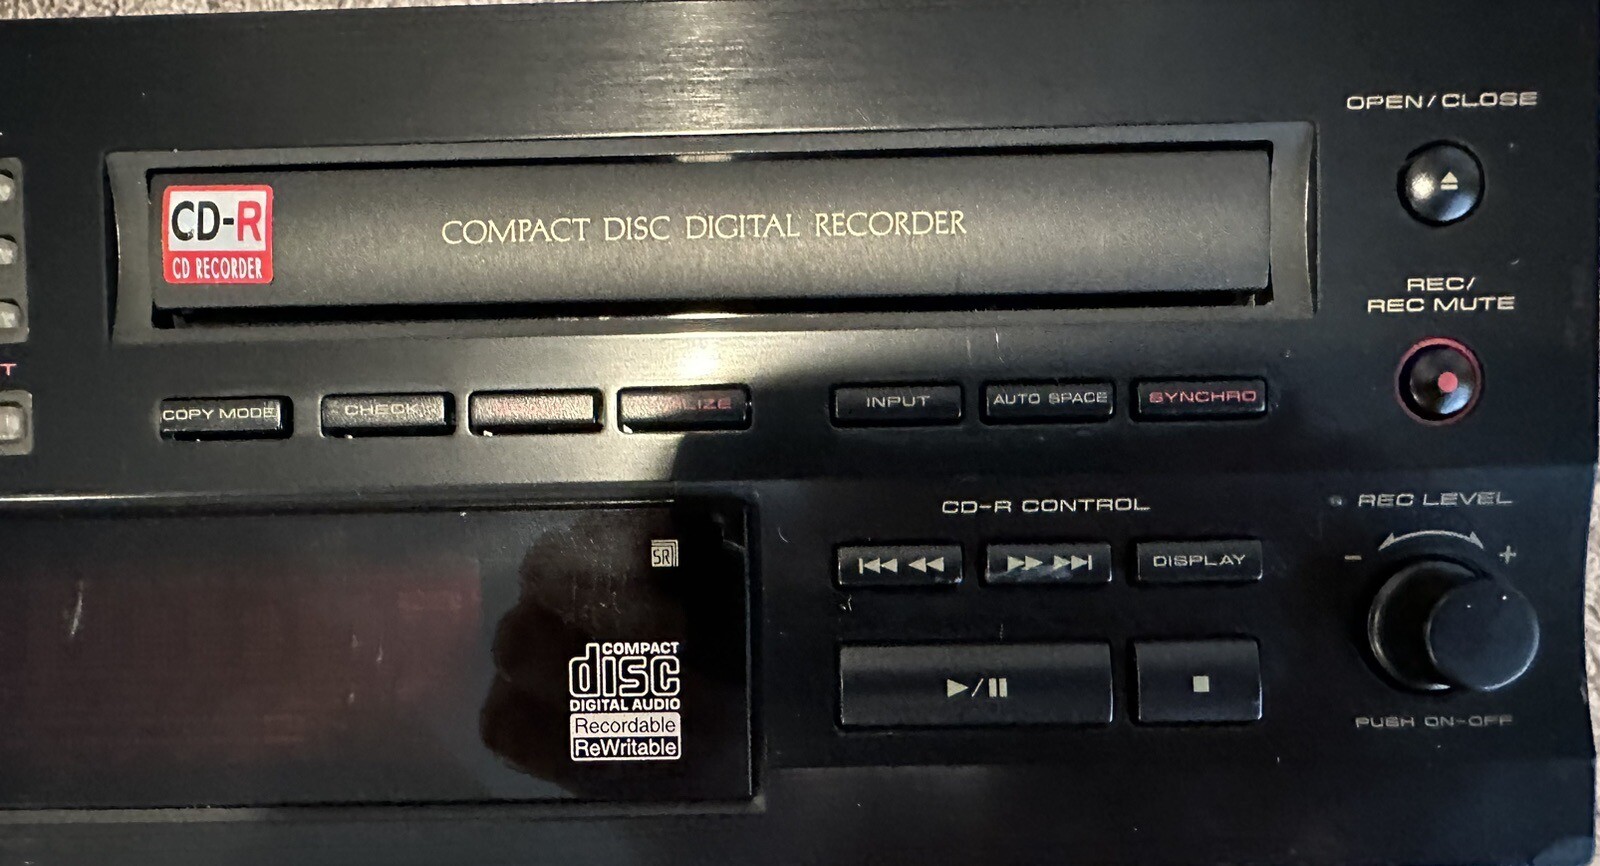 OPEN/CLOSE
CD-R
CD RECORDER
COMPACT DISC DIGITAL RECORDER
REC/
REC MUTE
T
COPY MODE
CHECK
LIZE
INPUT
AUTO SPACE
SYNCHRO
CD-R CONTROL
REC LEVEL
- +
SR
DISPLAY
COMPACT
disc
DIGITAL AUDIO
Recordable
ReWritable
PUSH ON-OFF